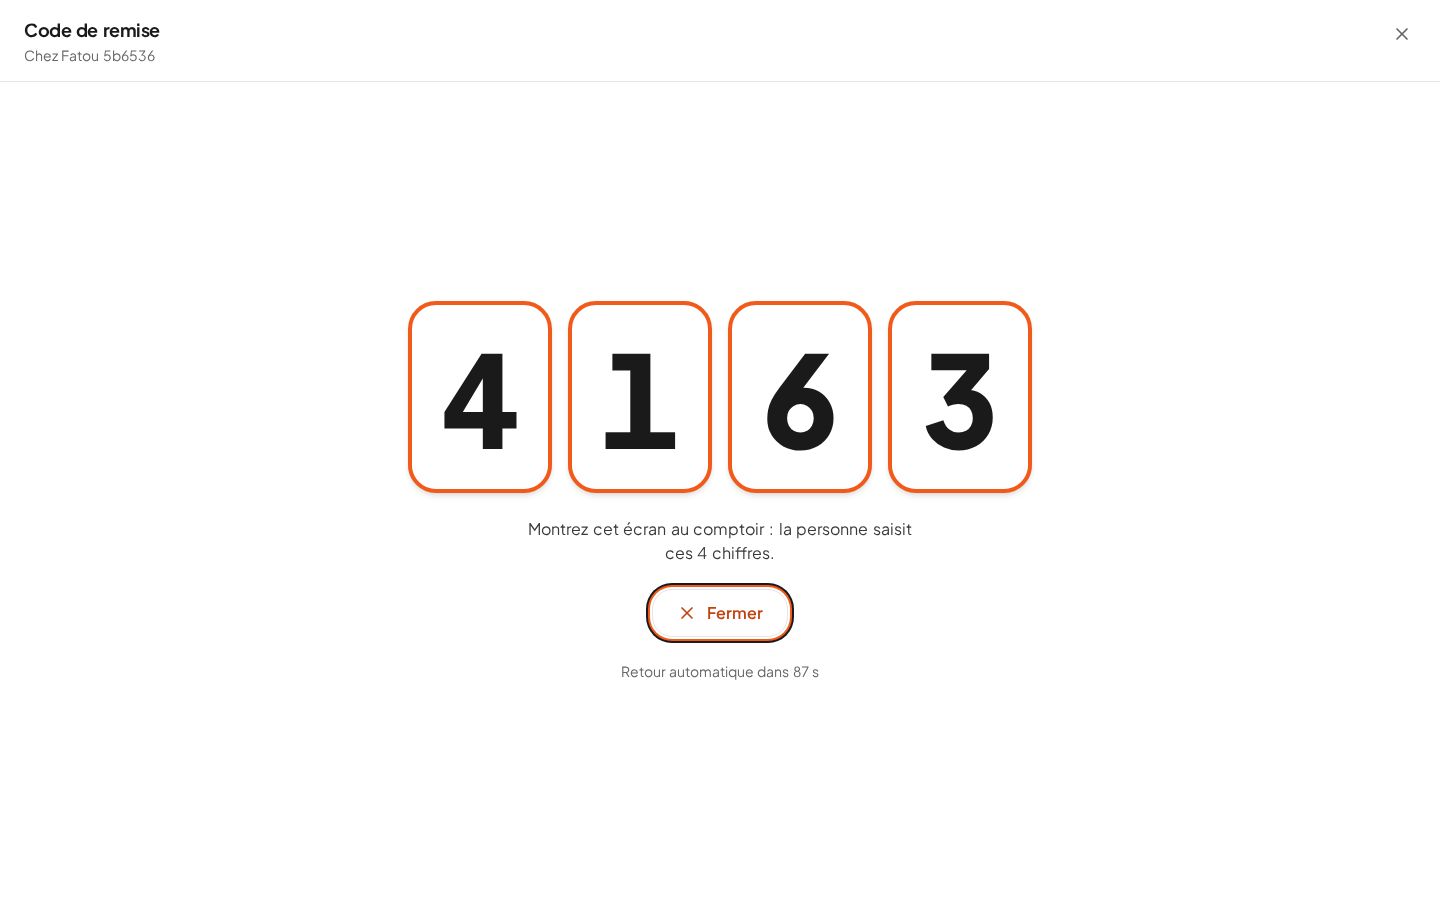 Code de remise
Chez Fatou 5b6536
4 1 6 3
Montrez cet écran au comptoir : la personne saisit
ces 4 chiffres.
Fermer
Retour automatique dans 87 s